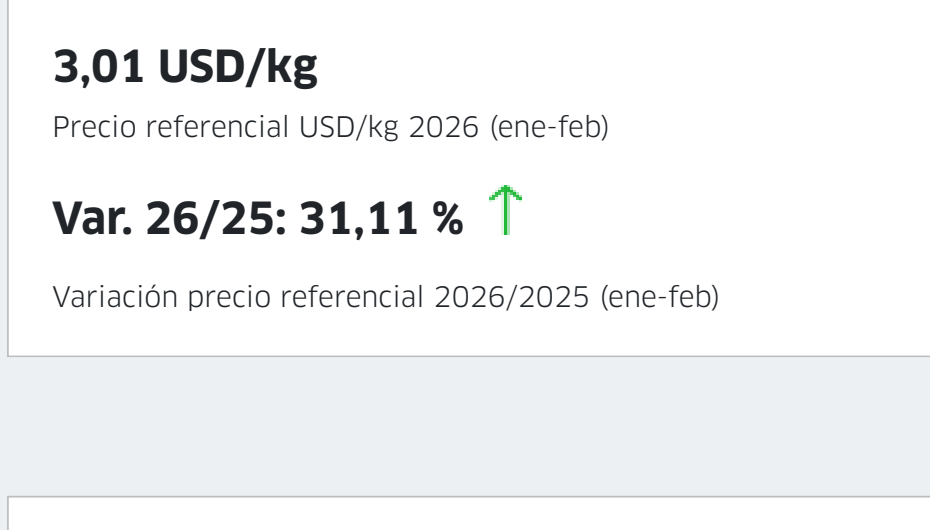 3,01 USD/kg
Precio referencial USD/kg 2026 (ene-feb)
Var. 26/25: 31,11 %
Variación precio referencial 2026/2025 (ene-feb)